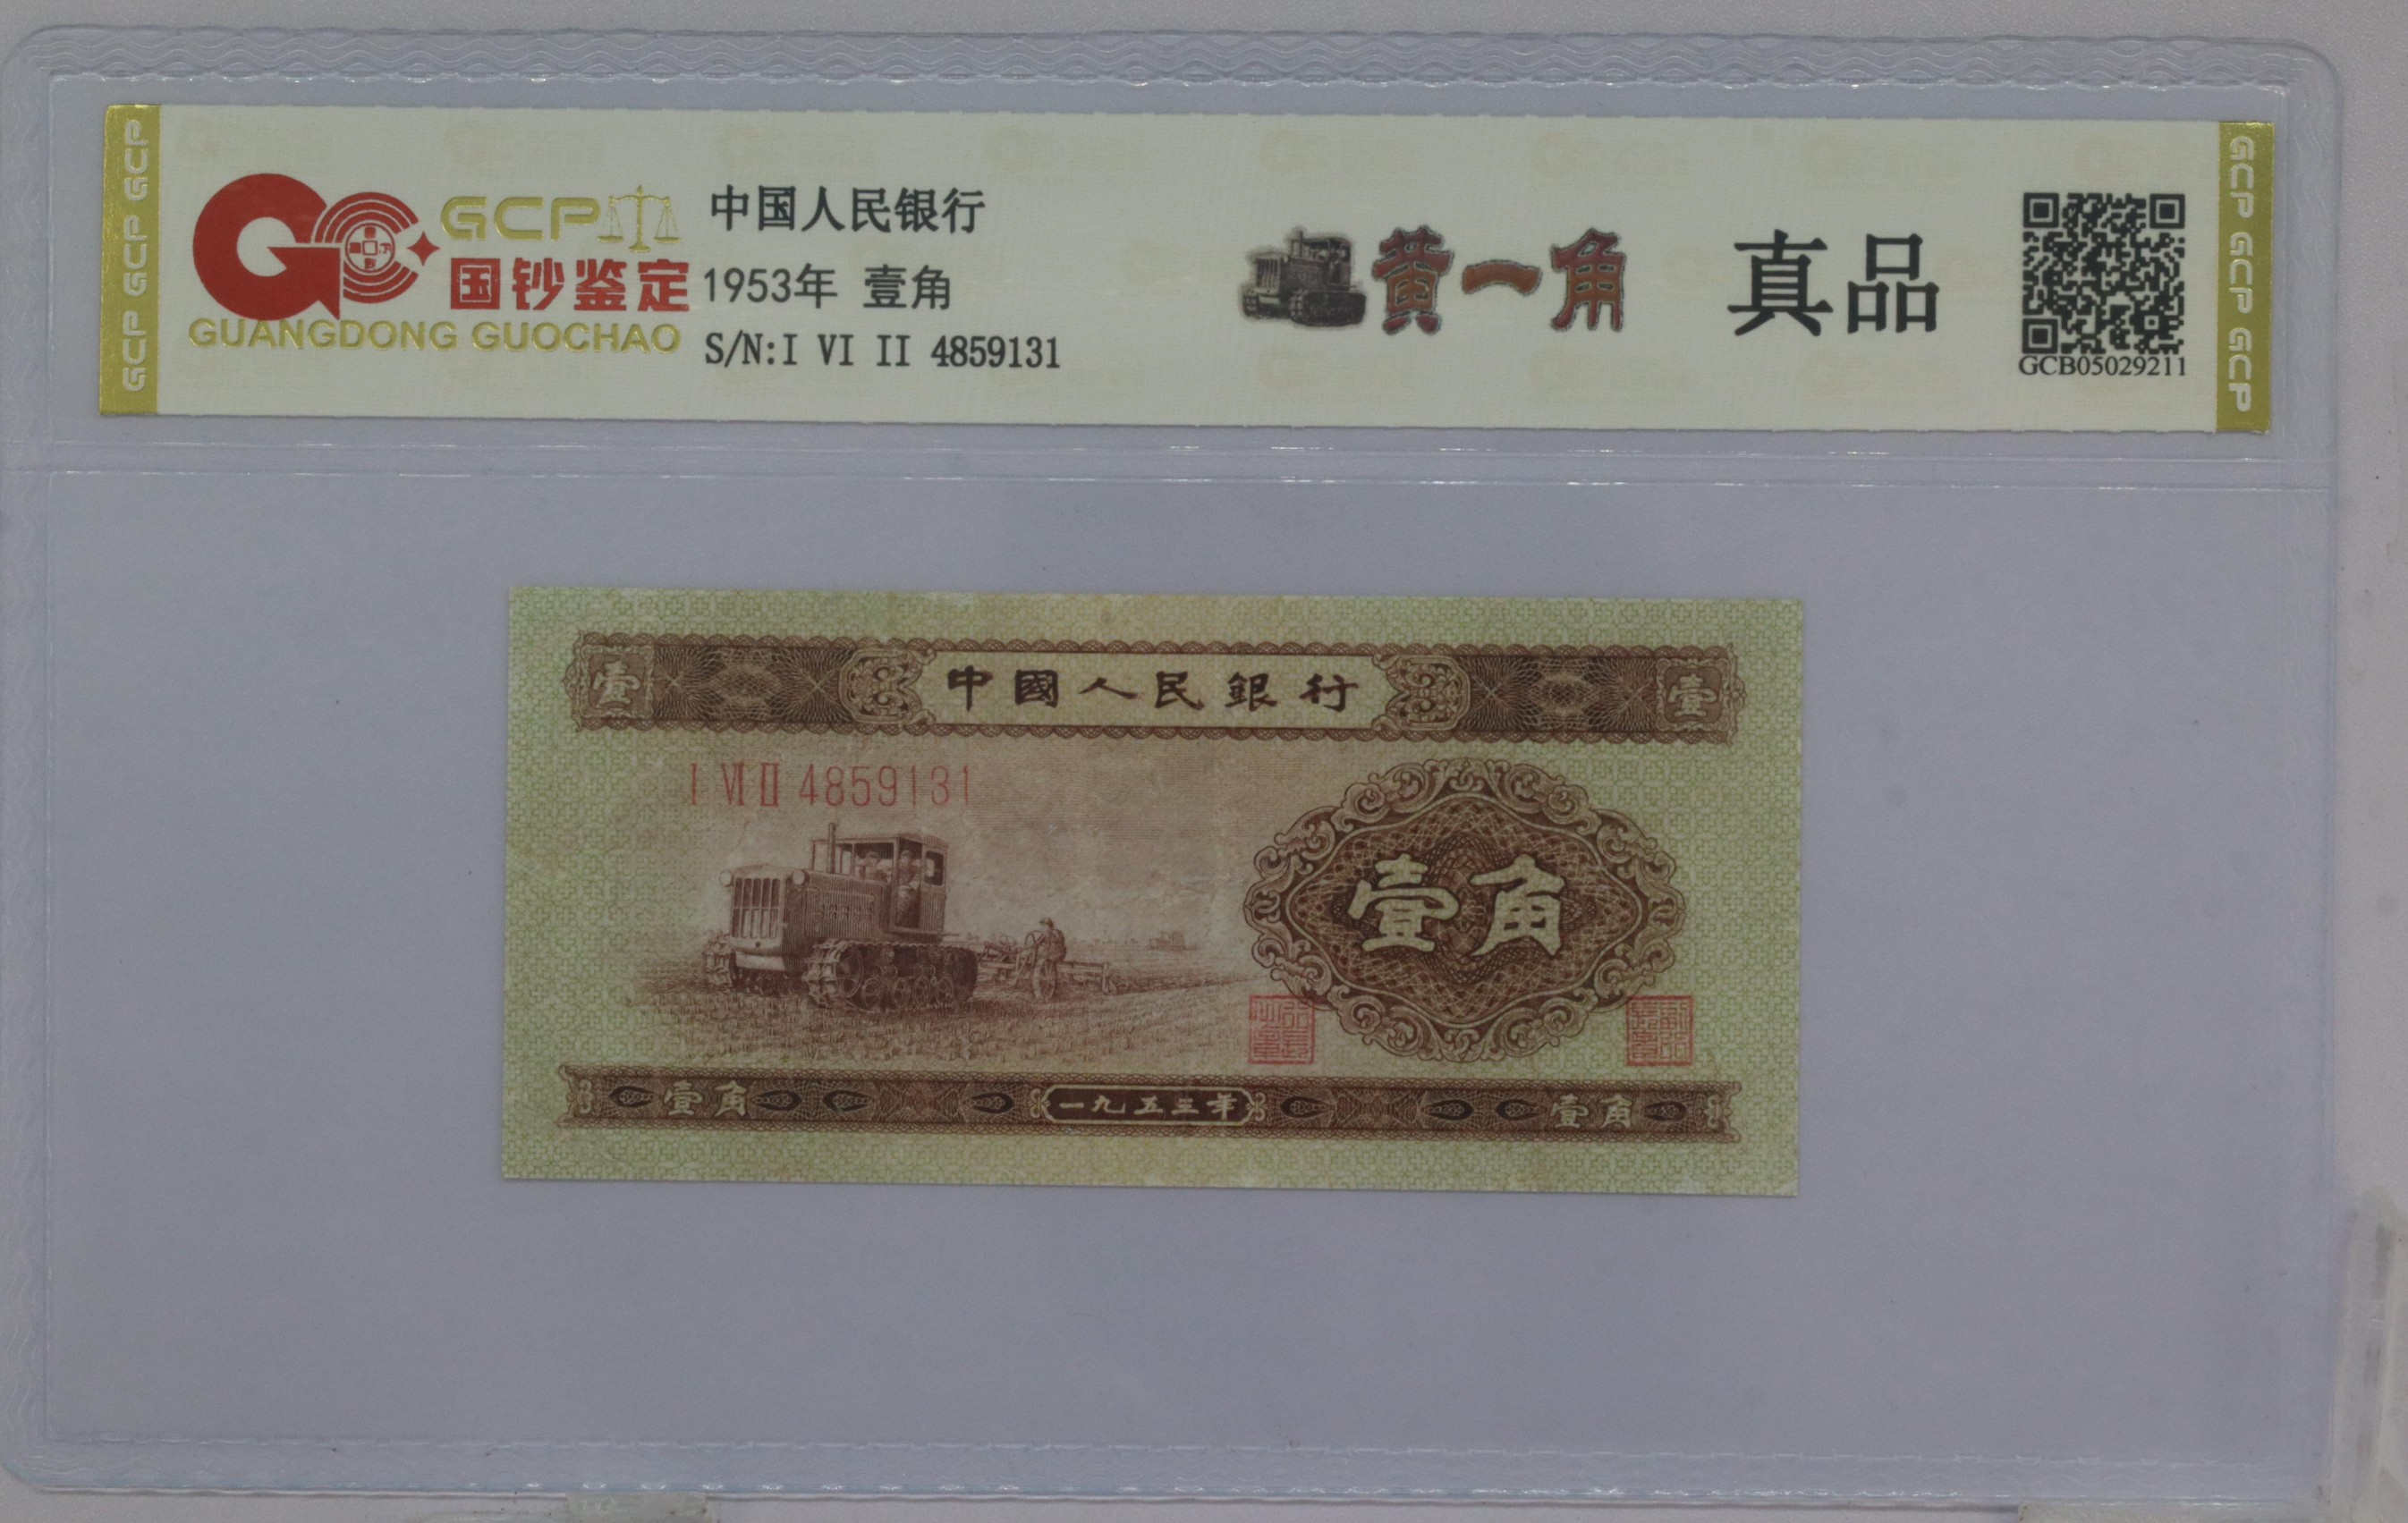 GCP GCP GCP
GCP
国钞鉴定
GUANGDONG GUOCHAO
中国人民银行
1953年 壹角
S/N:I VI II 4859131
黄一角
真品
GCB05029211
GCP GCP GCP
壹 中國人民銀行 壹
I VI II 4859131
壹角
壹角 一九五三年 壹角